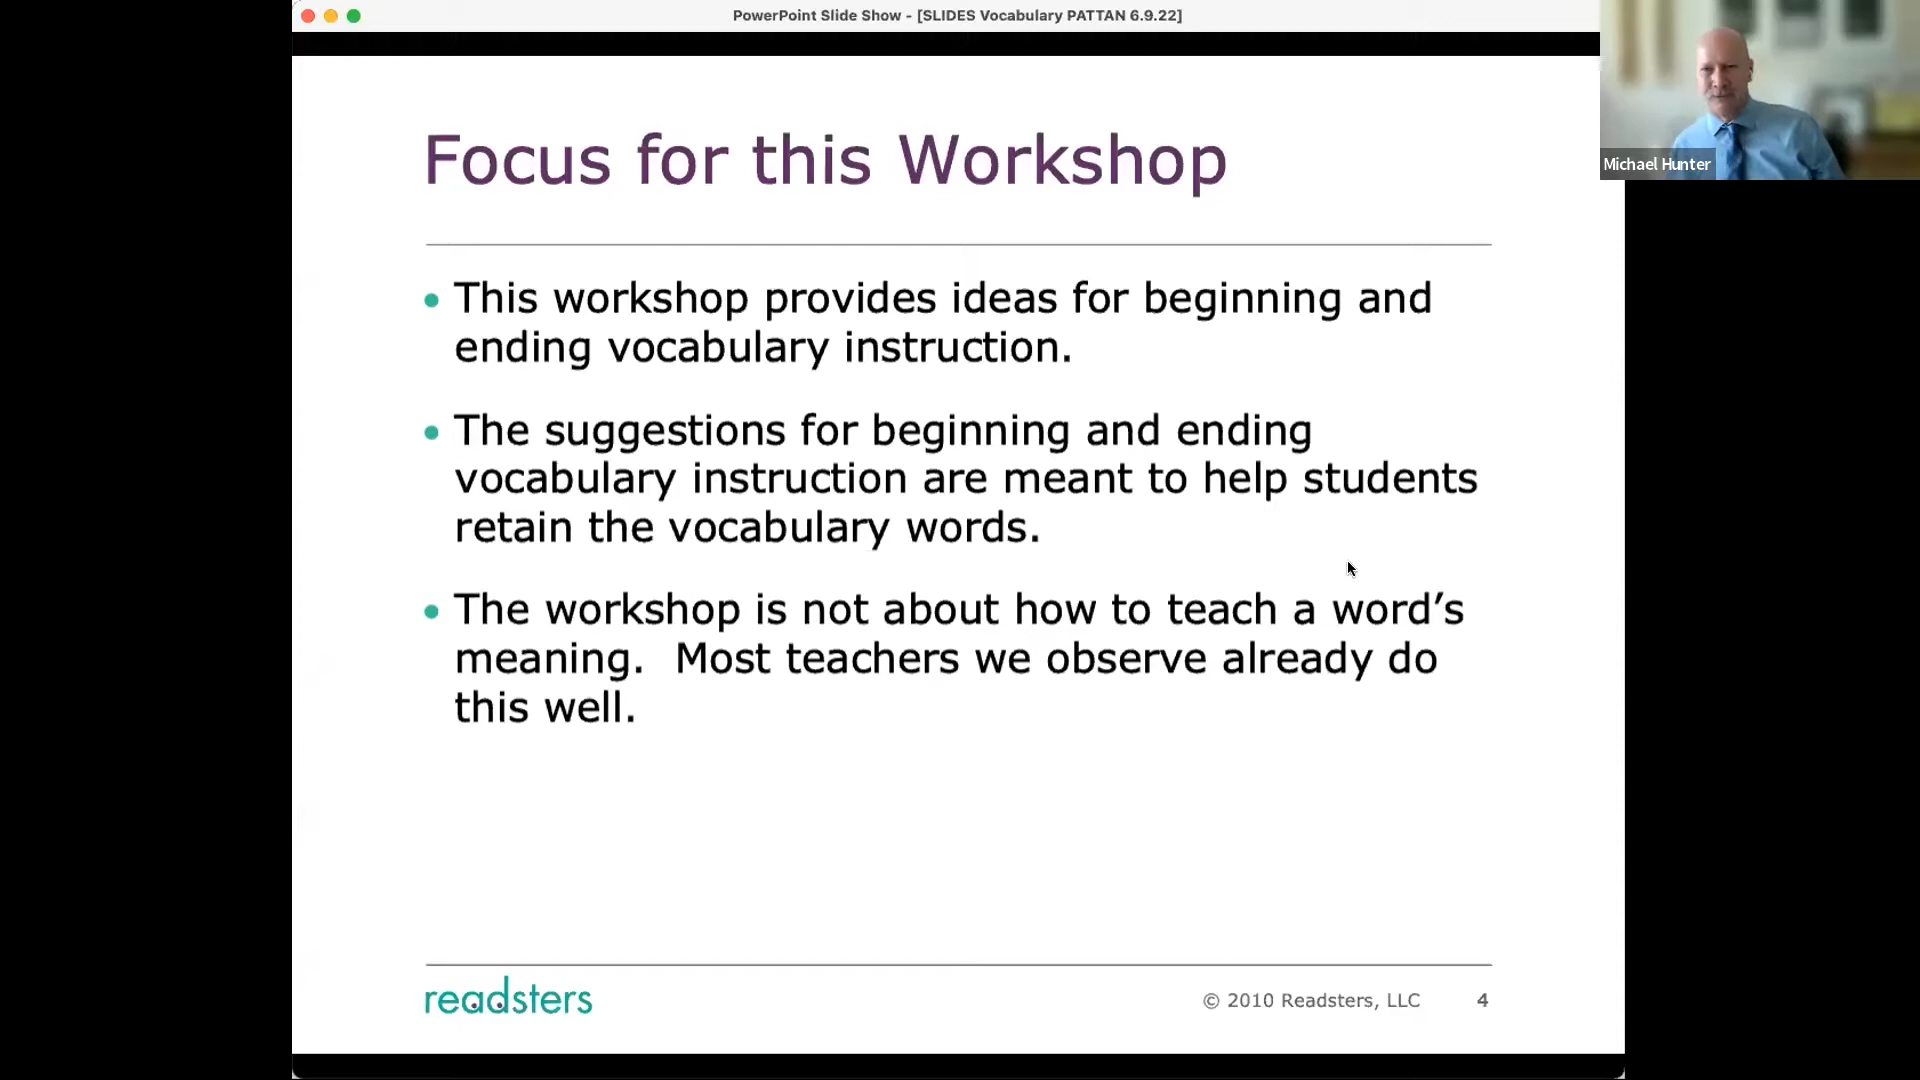 PowerPoint Slide Show - [SLIDES Vocabulary PATTAN 6.9.22]
Michael Hunter
Focus for this Workshop
• This workshop provides ideas for beginning and
ending vocabulary instruction.
• The suggestions for beginning and ending
vocabulary instruction are meant to help students
retain the vocabulary words.
• The workshop is not about how to teach a word’s
meaning.  Most teachers we observe already do
this well.
readsters
© 2010 Readsters, LLC 4